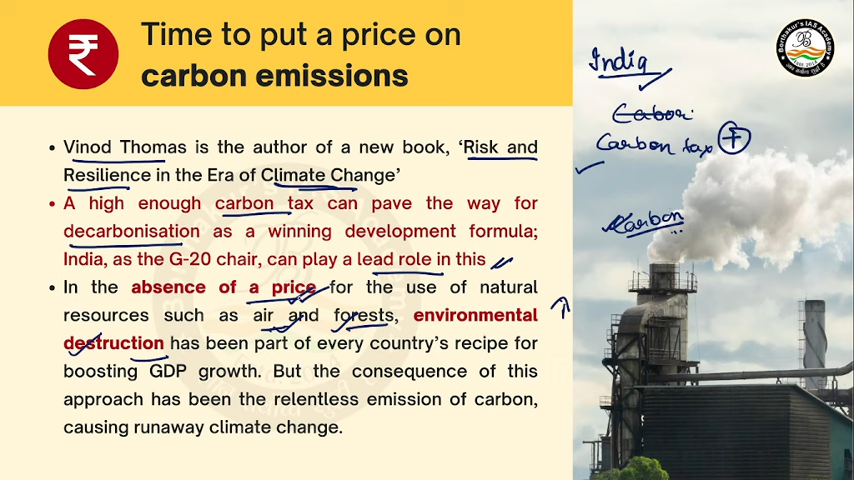 ₹
Time to put a price on
carbon emissions
• Vinod Thomas is the author of a new book, ‘Risk and
Resilience in the Era of Climate Change’
• A high enough carbon tax can pave the way for
decarbonisation as a winning development formula;
India, as the G-20 chair, can play a lead role in this
• In the absence of a price for the use of natural
resources such as air and forests, environmental
destruction has been part of every country’s recipe for
boosting GDP growth. But the consequence of this
approach has been the relentless emission of carbon,
causing runaway climate change.
India
Carbon tax
Carbon
Borthakur's IAS Academy
B